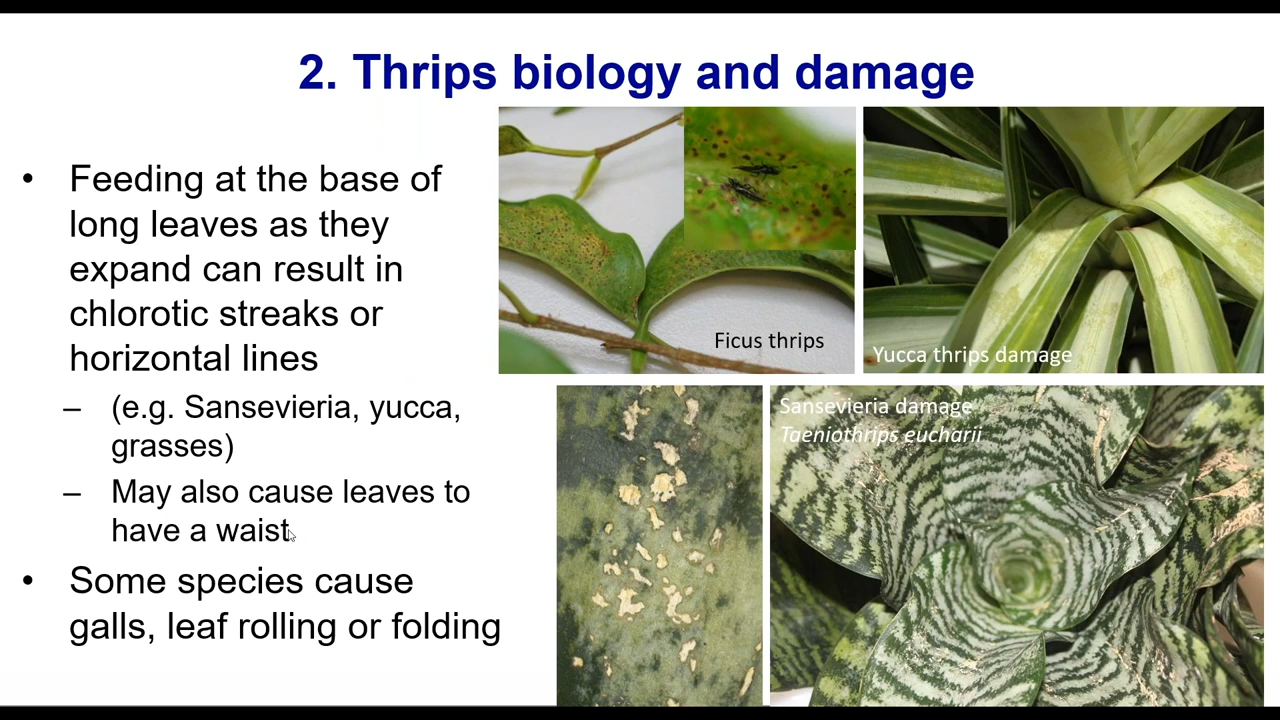 2. Thrips biology and damage
• Feeding at the base of
long leaves as they
expand can result in
chlorotic streaks or
horizontal lines
– (e.g. Sansevieria, yucca,
grasses)
– May also cause leaves to
have a waist
• Some species cause
galls, leaf rolling or folding
Ficus thrips
Yucca thrips damage
Sansevieria damage
Taeniothrips eucharii